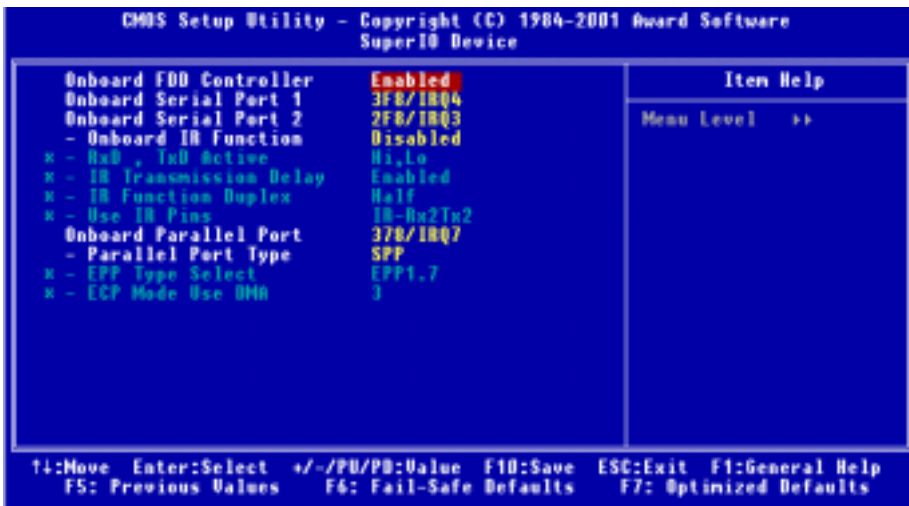 CMOS Setup Utility - Copyright (C) 1984-2001 Award Software
SuperIO Device
Onboard FDD Controller Enabled
Onboard Serial Port 1 3F8/IRQ4
Onboard Serial Port 2 2F8/IRQ3
- Onboard IR Function Disabled
x - RxD , TxD Active Hi,Lo
x - IR Transmission Delay Enabled
x - IR Function Duplex Half
x - Use IR Pins IR-Rx2Tx2
Onboard Parallel Port 378/IRQ7
- Parallel Port Type SPP
x - EPP Type Select EPP1.7
x - ECP Mode Use DMA 3
Item Help
Menu Level ▸▸
↑↓:Move Enter:Select +/-/PU/PD:Value F10:Save ESC:Exit F1:General Help
F5: Previous Values F6: Fail-Safe Defaults F7: Optimized Defaults